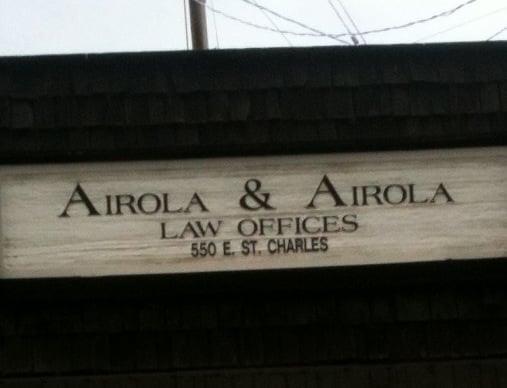 AIROLA & AIROLA
LAW OFFICES
550 E. ST. CHARLES